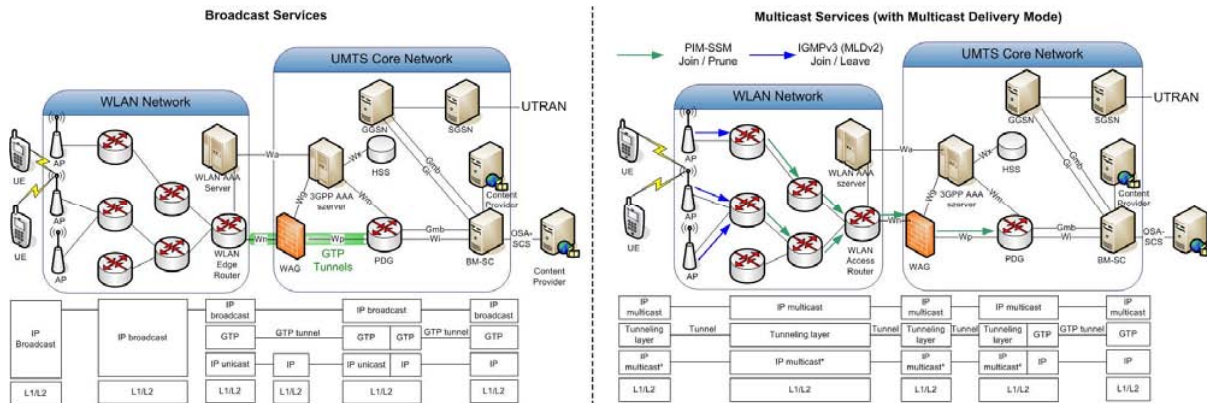 Broadcast Services
UMTS Core Network
WLAN Network
GGSN
SGSN
UTRAN
AP
UE
WLAN AAA
Server
Wa
Wx
HSS
Gmb
Gi
3GPP AAA
szerver
Wg
Wm
Content
Provider
AP
UE
AP
WLAN
Edge
Router
Wn
WAG
Wp
GTP
Tunnels
PDG
Gmb
Wi
BM-SC
OSA-
SCS
Content
Provider
IP
Broadcast
IP broadcast
IP
broadcast
IP broadcast
IP
broadcast
GTP
GTP tunnel
GTP
GTP
GTP tunnel
GTP
IP unicast
IP
IP unicast
IP
IP
L1/L2
L1/L2
L1/L2
L1/L2
L1/L2
L1/L2
Multicast Services (with Multicast Delivery Mode)
PIM-SSM
Join / Prune
IGMPv3 (MLDv2)
Join / Leave
UMTS Core Network
WLAN Network
GGSN
SGSN
UTRAN
AP
UE
WLAN AAA
szerver
Wa
Wx
HSS
Gmb
Gi
3GPP AAA
szerver
Wg
Wm
Content
Provider
AP
UE
AP
WLAN
Access
Router
Wn
WAG
Wp
PDG
Gmb
Wi
BM-SC
OSA-
SCS
Content
Provider
IP
multicast
IP multicast
IP
multicast
IP multicast
IP
multicast
Tunneling
layer
Tunnel
Tunneling layer
Tunnel
Tunneling
layer
Tunnel
Tunneling
layer
GTP
GTP tunnel
GTP
IP
multicast*
IP multicast*
IP
multicast*
IP
multicast*
IP
IP
L1/L2
L1/L2
L1/L2
L1/L2
L1/L2